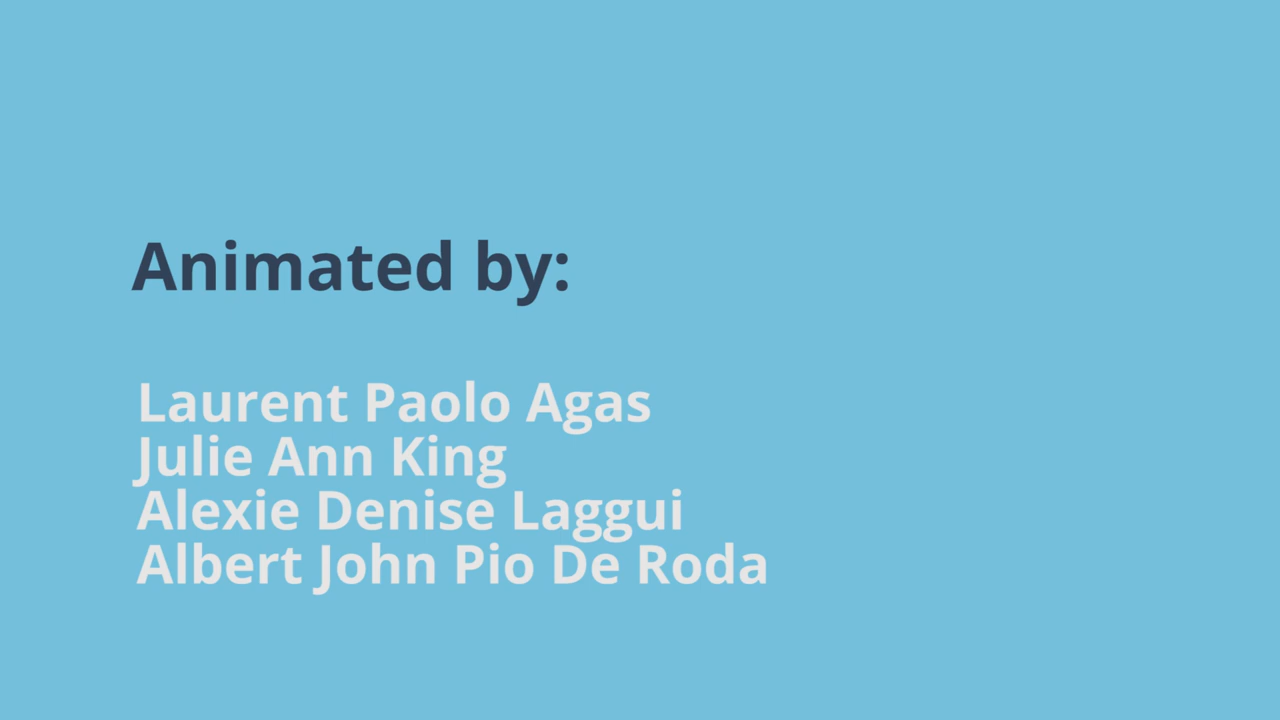 Animated by:
Laurent Paolo Agas
Julie Ann King
Alexie Denise Laggui
Albert John Pio De Roda